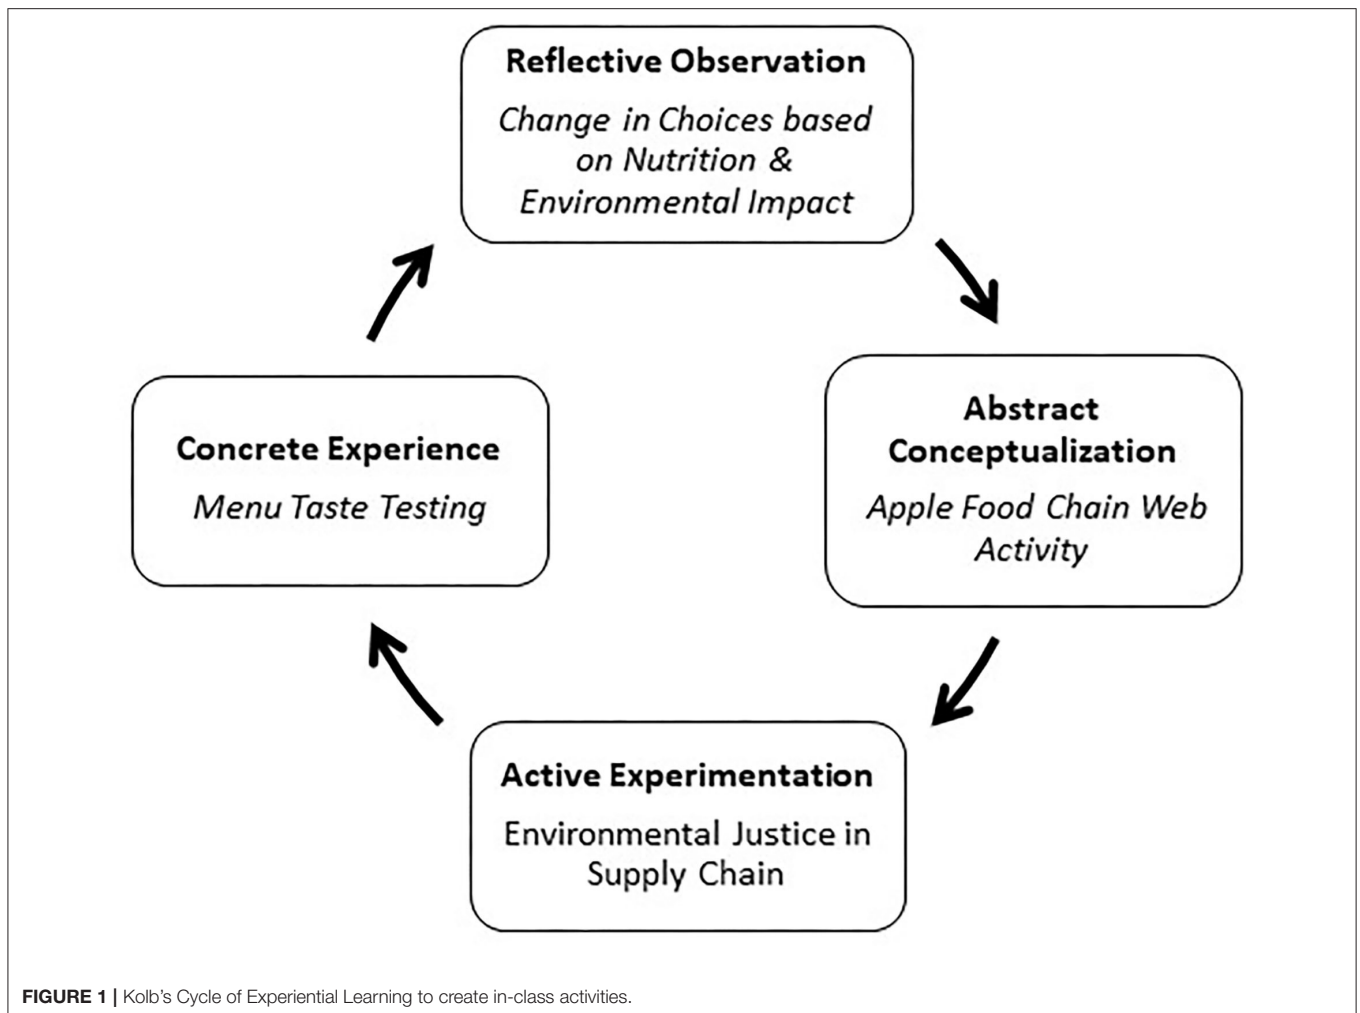 Reflective Observation
Change in Choices based
on Nutrition &
Environmental Impact
Concrete Experience
Menu Taste Testing
Abstract
Conceptualization
Apple Food Chain Web
Activity
Active Experimentation
Environmental Justice in
Supply Chain
FIGURE 1 | Kolb's Cycle of Experiential Learning to create in-class activities.